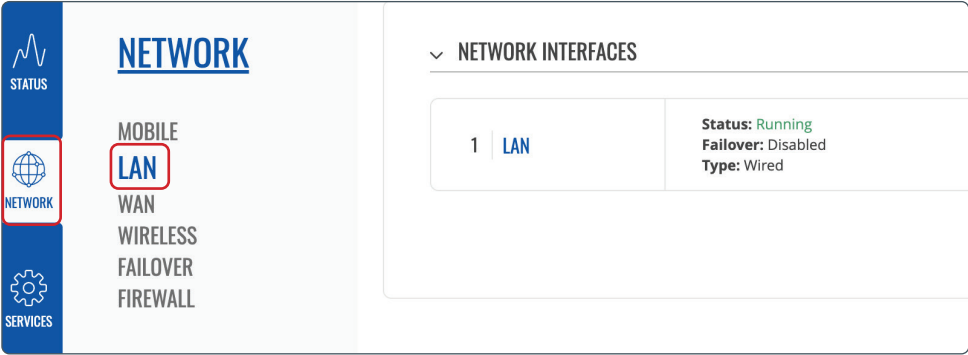 STATUS
NETWORK
SERVICES
NETWORK
MOBILE
LAN
WAN
WIRELESS
FAILOVER
FIREWALL
NETWORK INTERFACES
1 LAN
Status: Running
Failover: Disabled
Type: Wired